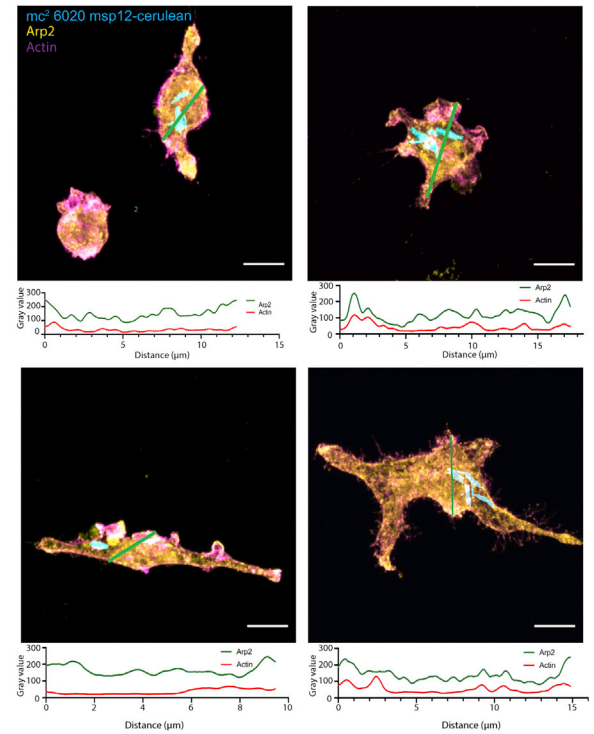 mc² 6020 msp12-cerulean
Arp2
Actin
2
Gray value
300
200
100
0
Arp2
Actin
0
5
10
15
Distance (µm)
Gray value
300
200
100
0
Arp2
Actin
0
5
10
15
Distance (µm)
Gray value
300
200
100
0
Arp2
Actin
0
2
4
6
8
10
Distance (µm)
Gray value
300
200
100
0
Arp2
Actin
0
5
10
15
Distance (µm)